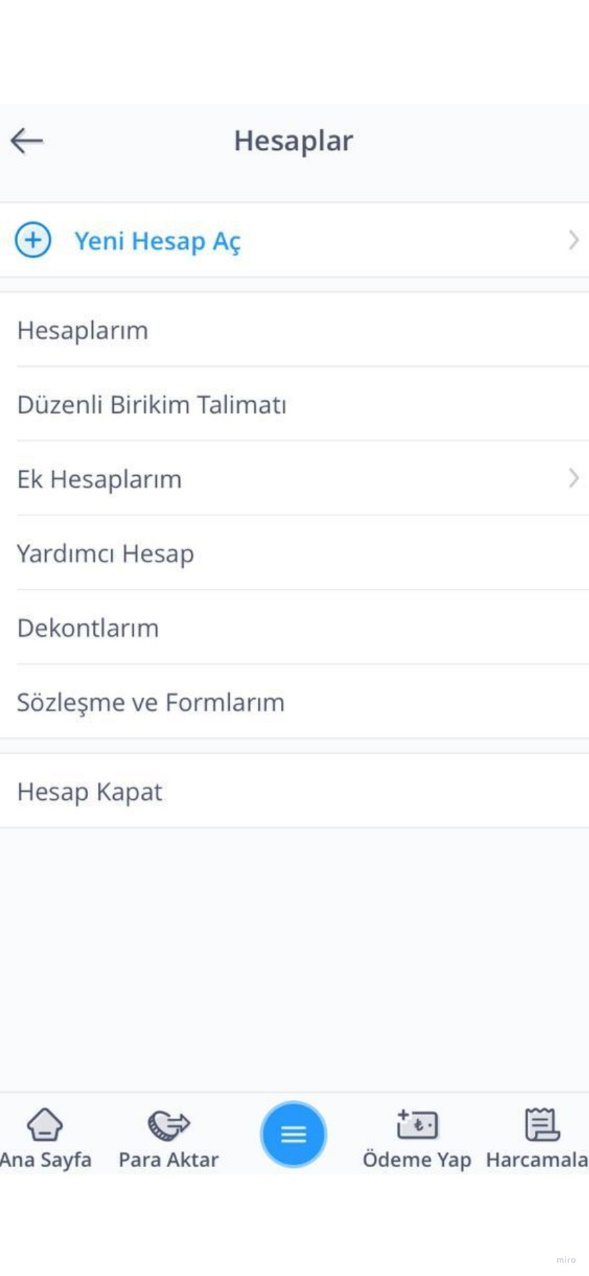 Hesaplar
Yeni Hesap Aç
Hesaplarım
Düzenli Birikim Talimatı
Ek Hesaplarım
Yardımcı Hesap
Dekontlarım
Sözleşme ve Formlarım
Hesap Kapat
Ana Sayfa Para Aktar Ödeme Yap Harcamala
miro